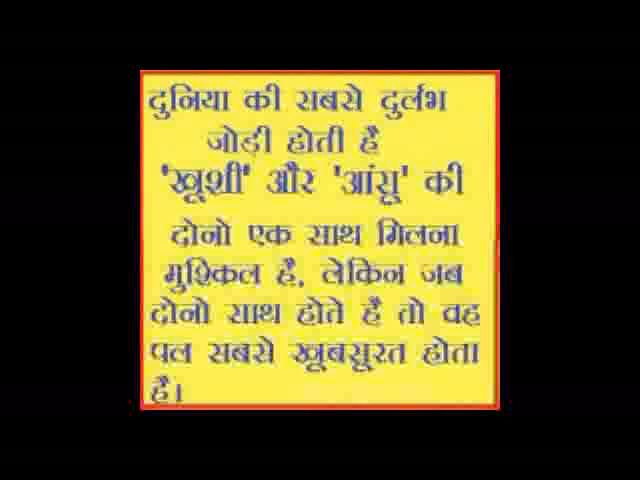 दुनिया की सबसे दुर्लभ
जोड़ी होती है
'खूशी' और 'आंसू' की
दोनो एक साथ मिलना
मुश्किल है, लेकिन जब
दोनो साथ होते है तो वह
पल सबसे खूबसूरत होता
है।